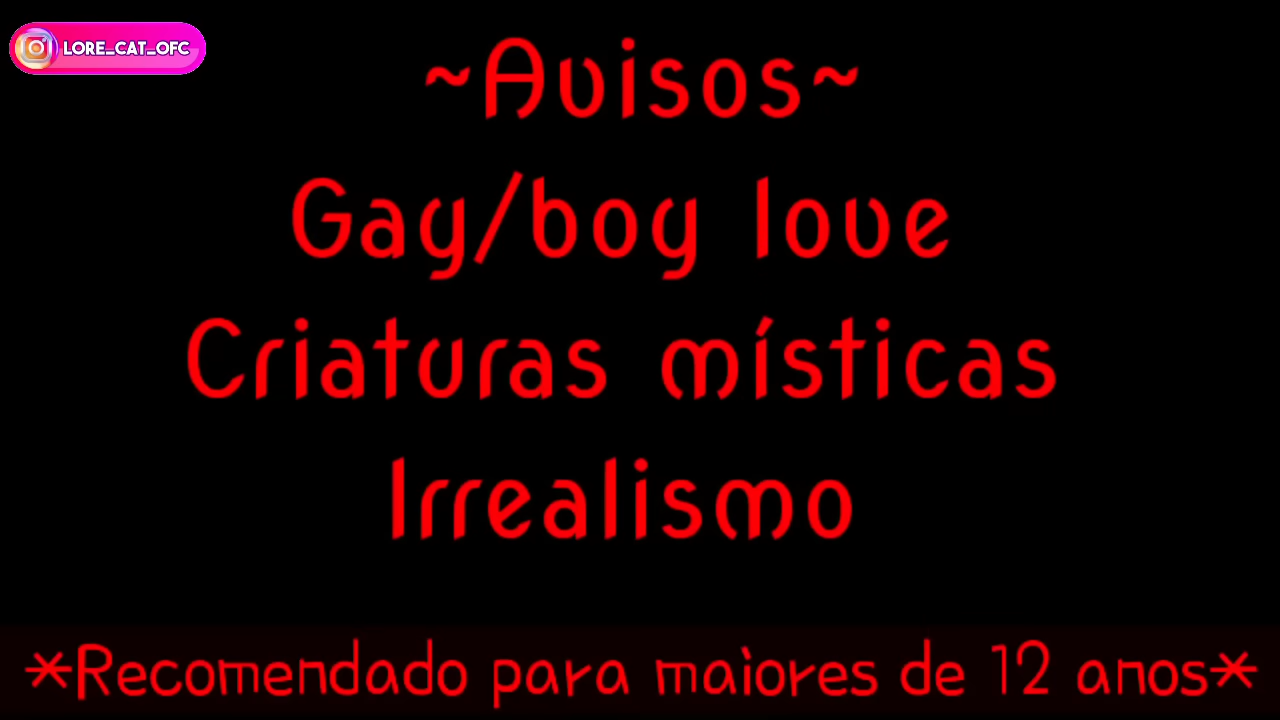 LORE_CAT_OFC
~Avisos~
Gay/boy love
Criaturas místicas
Irrealismo
*Recomendado para maiores de 12 anos*